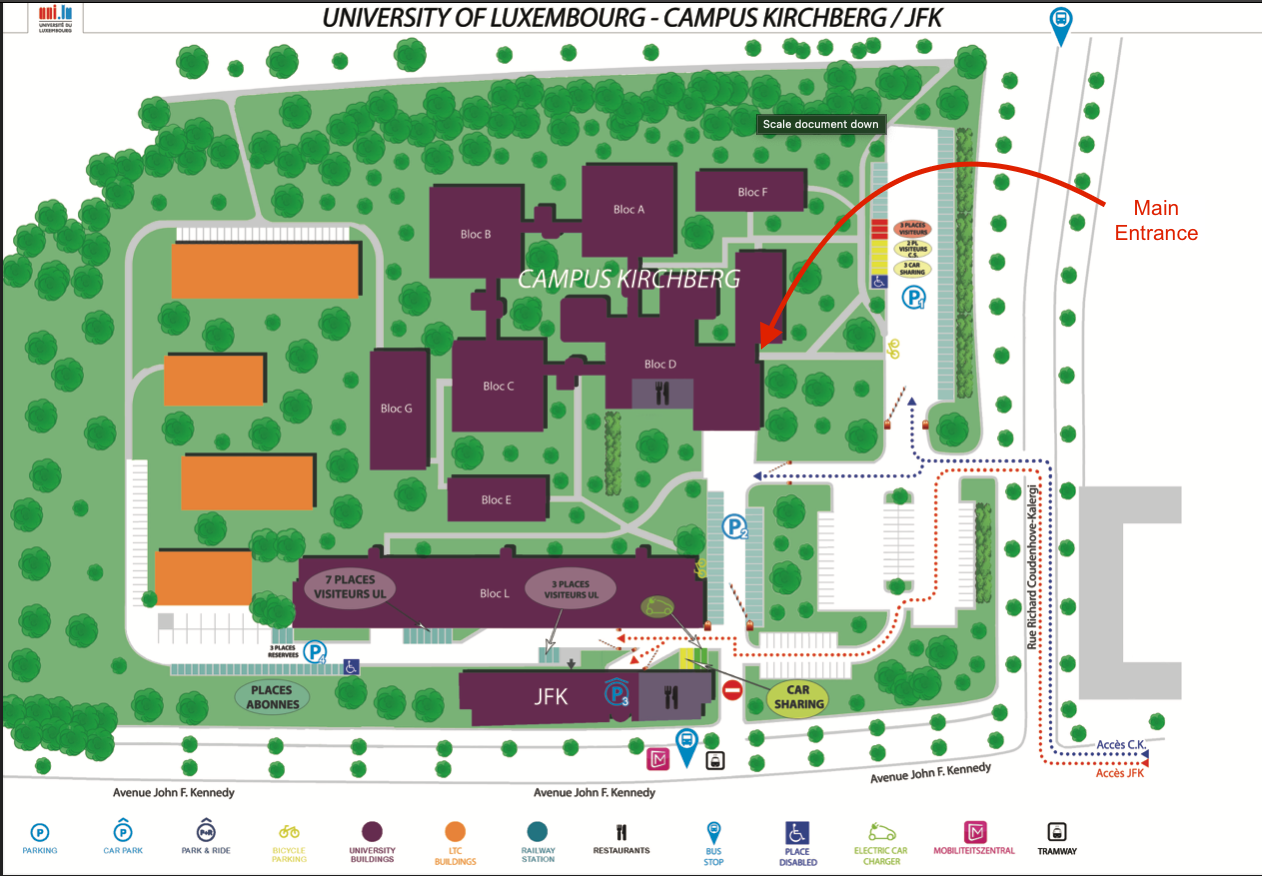 uni.lu
UNIVERSITÉ DU
LUXEMBOURG
UNIVERSITY OF LUXEMBOURG - CAMPUS KIRCHBERG / JFK
Scale document down
Bloc F
Bloc A
Bloc B
Main
Entrance
3 PLACES
VISITEURS
2 PL
VISITEURS
C.S.
3 CAR
SHARING
CAMPUS KIRCHBERG
P1
Bloc D
Bloc C
Bloc G
Bloc E
P2
Rue Richard Coudenhove-Kalergi
7 PLACES
VISITEURS UL
Bloc L
3 PLACES
VISITEURS UL
3 PLACES
RESERVEES
P4
PLACES
ABONNES
JFK
P3
CAR
SHARING
M
Accès C.K.
Accès JFK
Avenue John F. Kennedy
Avenue John F. Kennedy
Avenue John F. Kennedy
P
P
P+R
M
PARKING
CAR PARK
PARK & RIDE
BICYCLE
PARKING
UNIVERSITY
BUILDINGS
LTC
BUILDINGS
RAILWAY
STATION
RESTAURANTS
BUS
STOP
PLACE
DISABLED
ELECTRIC CAR
CHARGER
MOBILITEITSZENTRAL
TRAMWAY